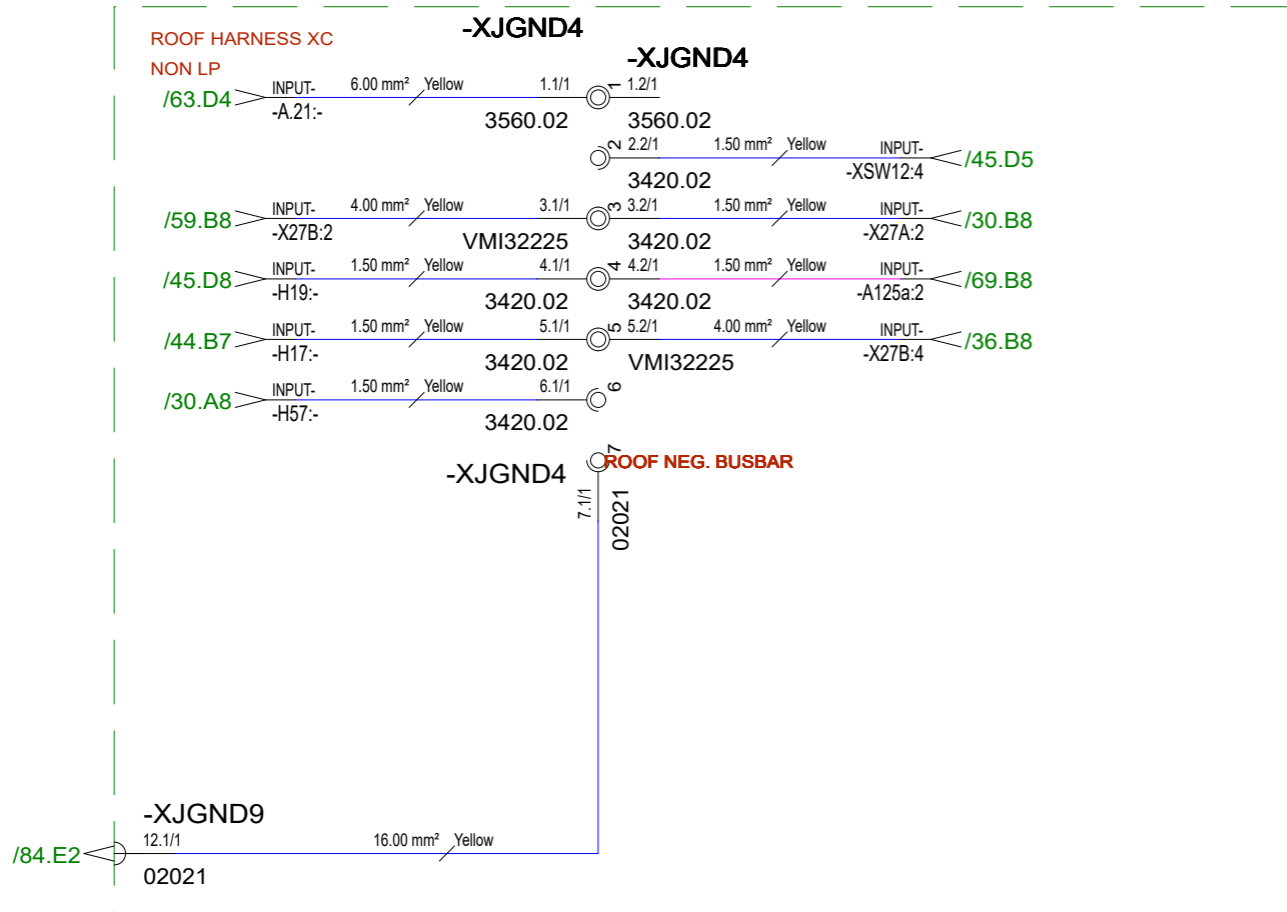 -XJGND4
ROOF HARNESS XC
-XJGND4
NON LP
/63.D4 INPUT- 6.00 mm² Yellow 1.1/1 1 1.2/1
-A.21:-
3560.02 3560.02
2 2.2/1 1.50 mm² Yellow INPUT- /45.D5
-XSW12:4
3420.02
/59.B8 INPUT- 4.00 mm² Yellow 3.1/1 3 3.2/1 1.50 mm² Yellow INPUT- /30.B8
-X27B:2 -X27A:2
VMI32225 3420.02
/45.D8 INPUT- 1.50 mm² Yellow 4.1/1 4 4.2/1 1.50 mm² Yellow INPUT- /69.B8
-H19:- -A125a:2
3420.02 3420.02
/44.B7 INPUT- 1.50 mm² Yellow 5.1/1 5 5.2/1 4.00 mm² Yellow INPUT- /36.B8
-H17:- -X27B:4
3420.02 VMI32225
/30.A8 INPUT- 1.50 mm² Yellow 6.1/1 6
-H57:-
3420.02
7
ROOF NEG. BUSBAR
-XJGND4
7.1/1
02021
-XJGND9
12.1/1 16.00 mm² Yellow
/84.E2
02021